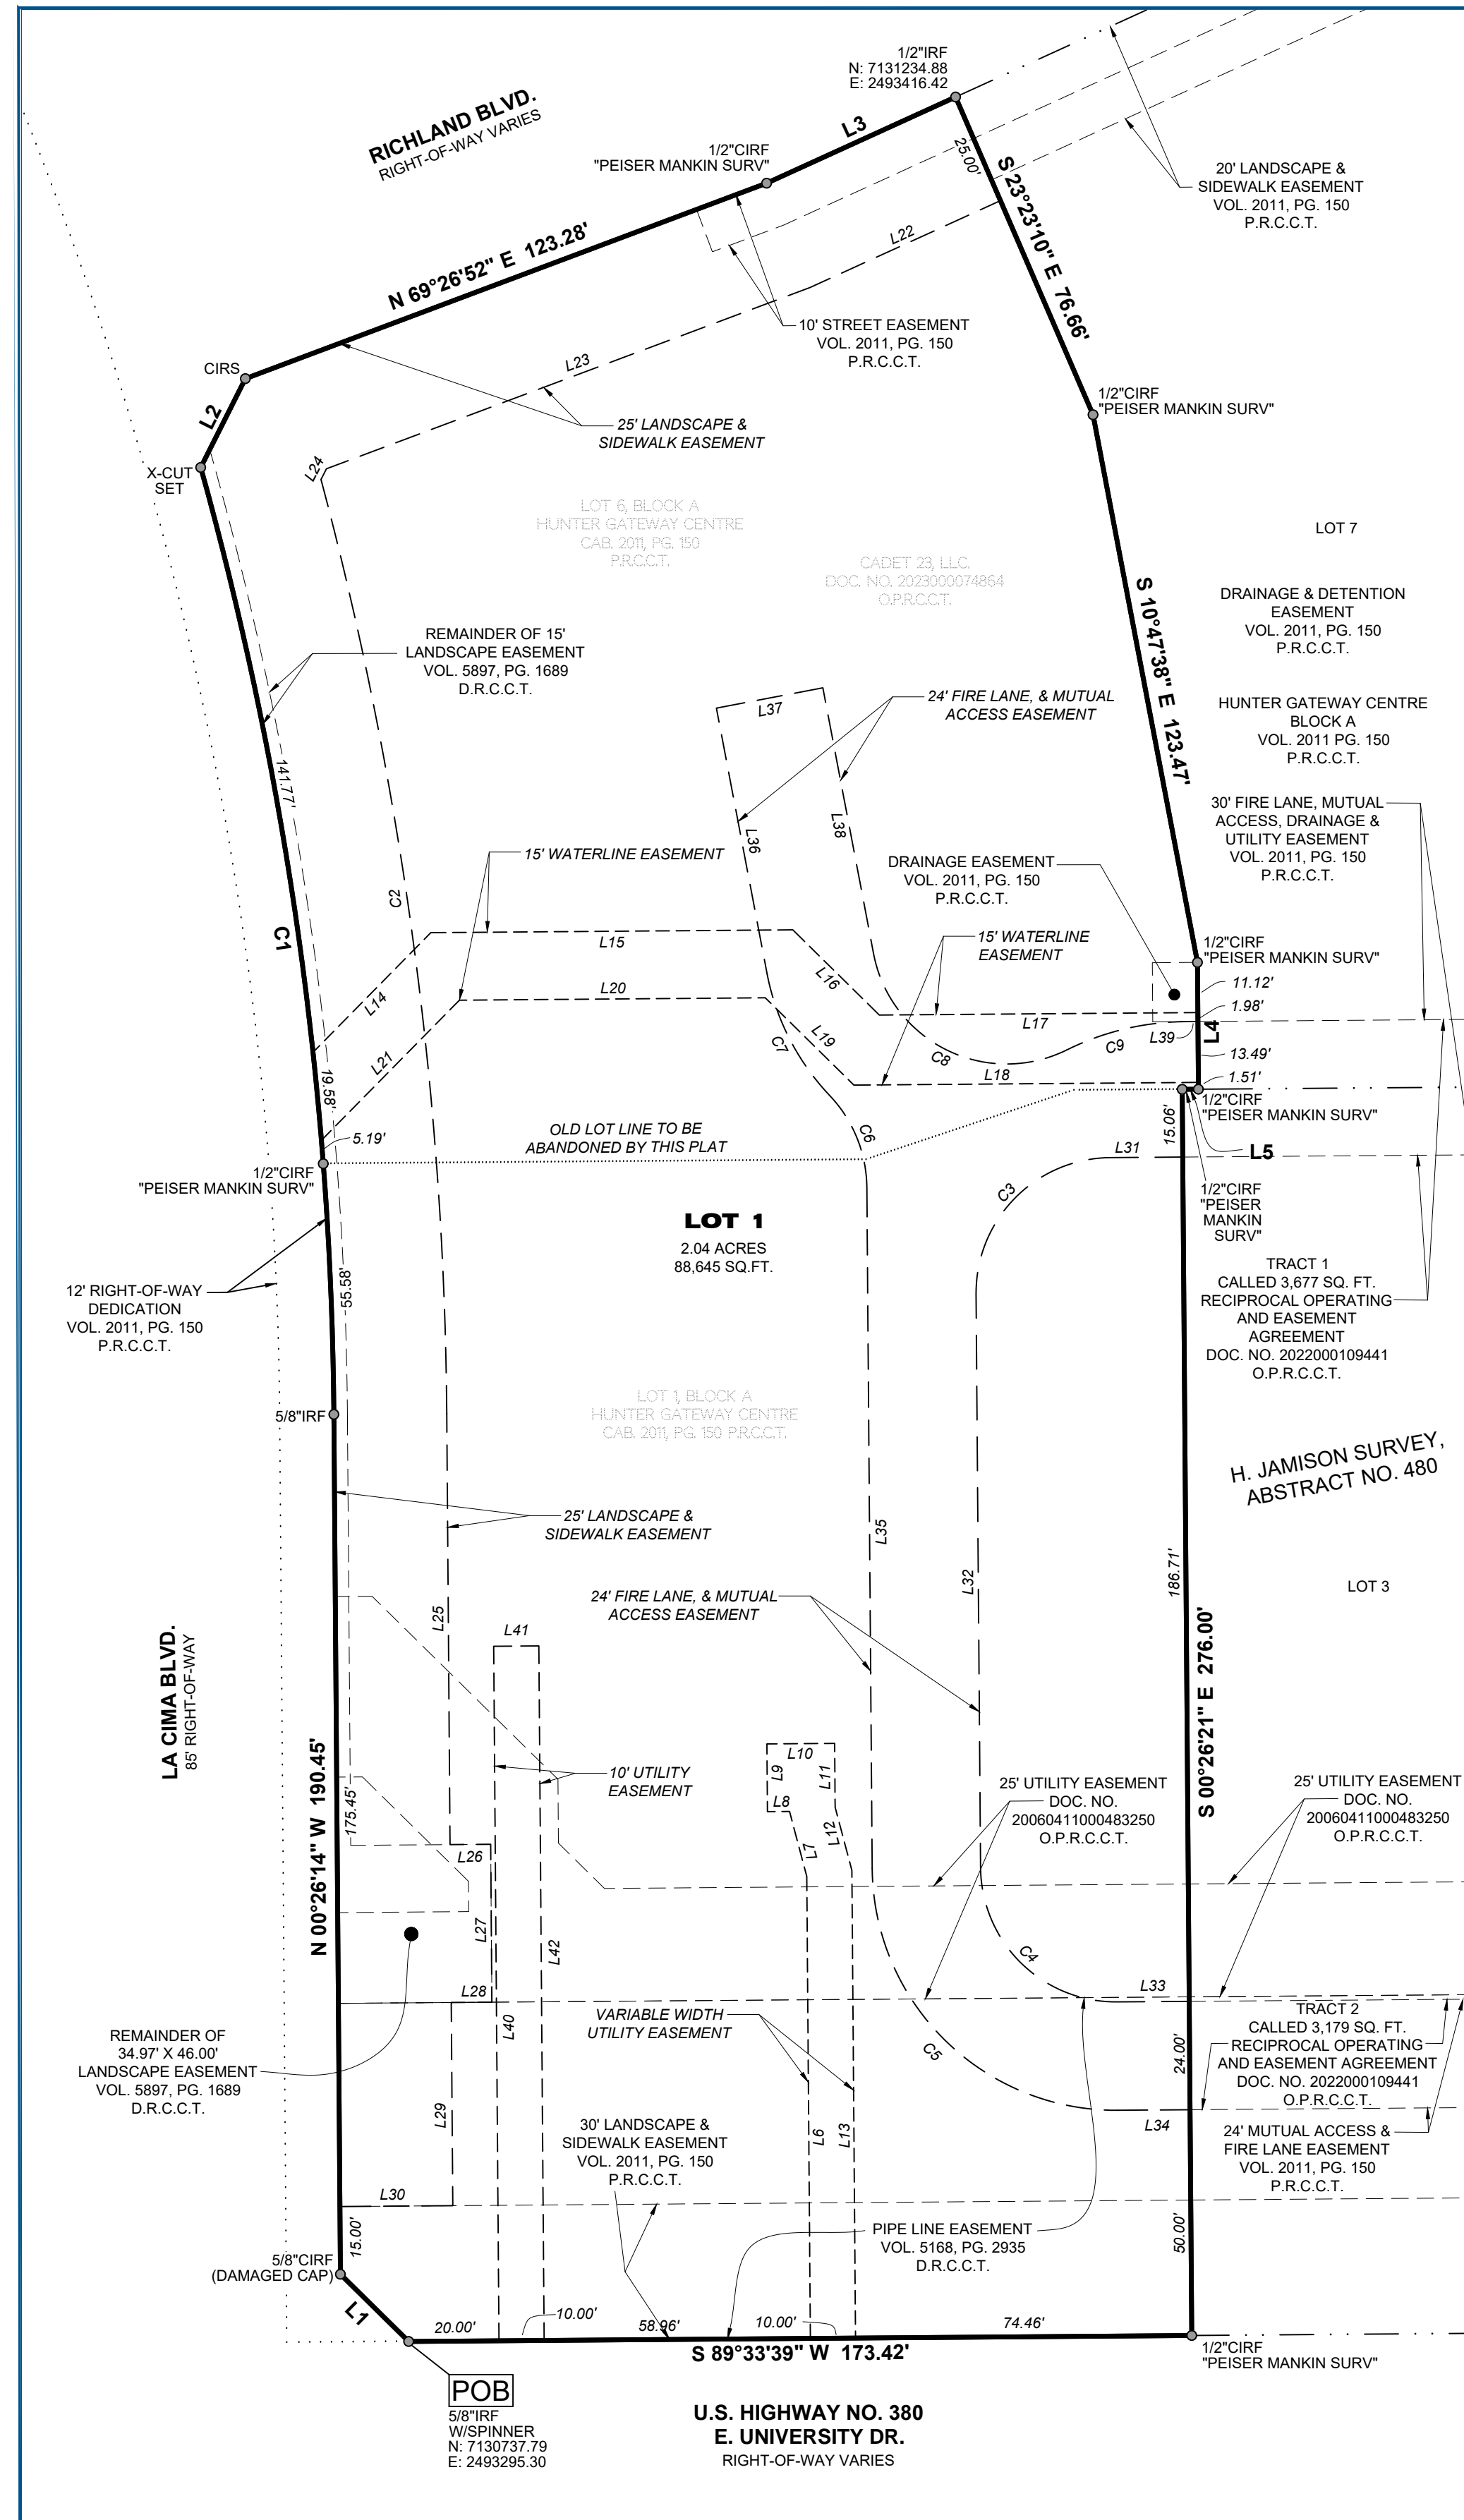 1/2"IRF
N: 7131234.88
E: 2493416.42
RICHLAND BLVD.
RIGHT-OF-WAY VARIES
L3
1/2"CIRF
"PEISER MANKIN SURV"
25.00'
S 23°23'10" E 76.66'
20' LANDSCAPE &
SIDEWALK EASEMENT
VOL. 2011, PG. 150
P.R.C.C.T.
L22
N 69°26'52" E 123.28'
10' STREET EASEMENT
VOL. 2011, PG. 150
P.R.C.C.T.
CIRS
L23
L2
1/2"CIRF
"PEISER MANKIN SURV"
25' LANDSCAPE &
SIDEWALK EASEMENT
X-CUT
SET
L24
LOT 6, BLOCK A
HUNTER GATEWAY CENTRE
CAB. 2011, PG. 150
P.R.C.C.T.
LOT 7
CADET 23, LLC.
DOC. NO. 2023000074864
O.P.R.C.C.T.
S 10°47'38" E 123.47'
DRAINAGE & DETENTION
EASEMENT
VOL. 2011, PG. 150
P.R.C.C.T.
REMAINDER OF 15'
LANDSCAPE EASEMENT
VOL. 5897, PG. 1689
D.R.C.C.T.
L37
24' FIRE LANE, & MUTUAL
ACCESS EASEMENT
HUNTER GATEWAY CENTRE
BLOCK A
VOL. 2011 PG. 150
P.R.C.C.T.
141.77'
L36
L38
30' FIRE LANE, MUTUAL
ACCESS, DRAINAGE &
UTILITY EASEMENT
VOL. 2011, PG. 150
P.R.C.C.T.
15' WATERLINE EASEMENT
DRAINAGE EASEMENT
VOL. 2011, PG. 150
P.R.C.C.T.
C2
C1
L15
15' WATERLINE
EASEMENT
1/2"CIRF
"PEISER MANKIN SURV"
L16
11.12'
L14
L20
1.98'
L17
L39
L4
L19
C7
C8
C9
13.49'
L21
L18
1.51'
19.58'
1/2"CIRF
"PEISER MANKIN SURV"
5.19'
OLD LOT LINE TO BE
ABANDONED BY THIS PLAT
C6
15.06'
L31
L5
1/2"CIRF
"PEISER MANKIN SURV"
C3
1/2"CIRF
"PEISER
MANKIN
SURV"
LOT 1
2.04 ACRES
88,645 SQ.FT.
12' RIGHT-OF-WAY
DEDICATION
VOL. 2011, PG. 150
P.R.C.C.T.
55.58'
TRACT 1
CALLED 3,677 SQ. FT.
RECIPROCAL OPERATING
AND EASEMENT
AGREEMENT
DOC. NO. 2022000109441
O.P.R.C.C.T.
5/8"IRF
LOT 1, BLOCK A
HUNTER GATEWAY CENTRE
CAB. 2011, PG. 150 P.R.C.C.T.
H. JAMISON SURVEY,
ABSTRACT NO. 480
25' LANDSCAPE &
SIDEWALK EASEMENT
L35
L32
186.71'
LOT 3
24' FIRE LANE, & MUTUAL
ACCESS EASEMENT
L25
L41
LA CIMA BLVD.
85' RIGHT-OF-WAY
S 00°26'21" E 276.00'
N 00°26'14" W 190.45'
175.45'
10' UTILITY
EASEMENT
L10
L9
L11
L8
L12
L7
25' UTILITY EASEMENT
DOC. NO.
20060411000483250
O.P.R.C.C.T.
25' UTILITY EASEMENT
DOC. NO.
20060411000483250
O.P.R.C.C.T.
L26
L27
L42
C4
L28
L33
L40
VARIABLE WIDTH
UTILITY EASEMENT
C5
REMAINDER OF
34.97' X 46.00'
LANDSCAPE EASEMENT
VOL. 5897, PG. 1689
D.R.C.C.T.
24.00'
TRACT 2
CALLED 3,179 SQ. FT.
RECIPROCAL OPERATING
AND EASEMENT AGREEMENT
DOC. NO. 2022000109441
O.P.R.C.C.T.
L29
L6
L13
L34
30' LANDSCAPE &
SIDEWALK EASEMENT
VOL. 2011, PG. 150
P.R.C.C.T.
24' MUTUAL ACCESS &
FIRE LANE EASEMENT
VOL. 2011, PG. 150
P.R.C.C.T.
L30
15.00'
50.00'
PIPE LINE EASEMENT
VOL. 5168, PG. 2935
D.R.C.C.T.
5/8"CIRF
(DAMAGED CAP)
L1
20.00'
10.00'
58.96'
10.00'
74.46'
S 89°33'39" W 173.42'
1/2"CIRF
"PEISER MANKIN SURV"
POB
5/8"IRF
W/SPINNER
N: 7130737.79
E: 2493295.30
U.S. HIGHWAY NO. 380
E. UNIVERSITY DR.
RIGHT-OF-WAY VARIES